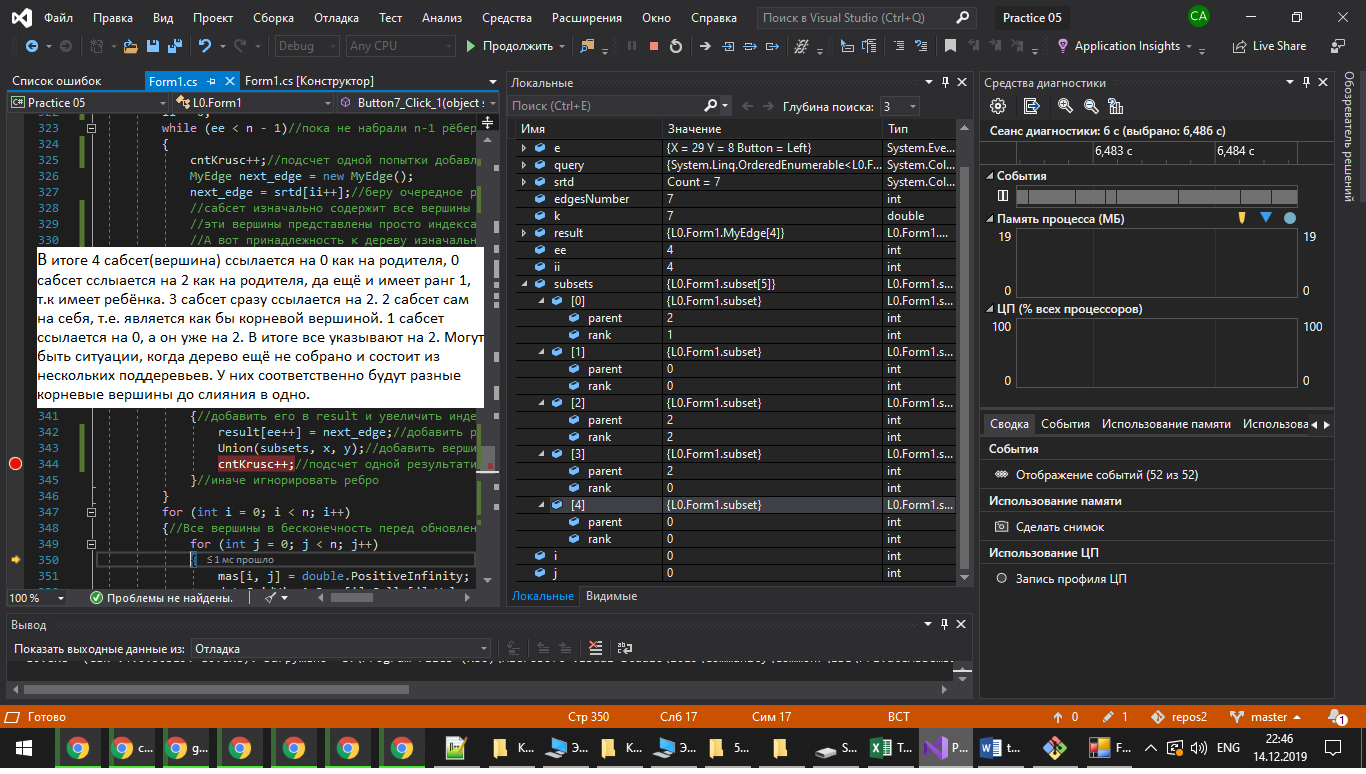 Файл Правка Вид Проект Сборка Отладка Тест Анализ Средства Расширения Окно Справка Поиск в Visual Studio (Ctrl+Q) Practice 05 CA
Debug Any CPU Продолжить Application Insights Live Share
Список ошибок Form1.cs Form1.cs [Конструктор]
Practice 05 L0.Form1 Button7_Click_1(object s
323 while (ee < n - 1)//пока не набрали n-1 рёбер
324 {
325 cntKrusc++;//подсчет одной попытки добавл
326 MyEdge next_edge = new MyEdge();
327 next_edge = srtd[ii++];//беру очередное р
328 //сабсет изначально содержит все вершины
329 //эти вершины представлены просто индекса
330 //А вот принадлежность к дереву изначальн
В итоге 4 сабсет(вершина) ссылается на 0 как на родителя, 0
сабсет сслыается на 2 как на родителя, да ещё и имеет ранг 1,
т.к имеет ребёнка. 3 сабсет сразу ссылается на 2. 2 сабсет сам
на себя, т.е. является как бы корневой вершиной. 1 сабсет
ссылается на 0, а он уже на 2. В итоге все указывают на 2. Могут
быть ситуации, когда дерево ещё не собрано и состоит из
нескольких поддеревьев. У них соответственно будут разные
корневые вершины до слияния в одно.
341 {//добавить его в result и увеличить инде
342 result[ee++] = next_edge;//добавить р
343 Union(subsets, x, y);//добавить верши
344 cntKrusc++;//подсчет одной результати
345 }//иначе игнорировать ребро
346 }
347 for (int i = 0; i < n; i++)
348 {//Все вершины в бесконечность перед обновлен
349 for (int j = 0; j < n; j++)
350 { ≤ 1 мс прошло
351 mas[i, j] = double.PositiveInfinity;
100 % Проблемы не найдены.
Локальные
Поиск (Ctrl+E) Глубина поиска: 3
Имя Значение Тип
e {X = 29 Y = 8 Button = Left} System.Eve...
query {System.Linq.OrderedEnumerable<L0.F... System.Col...
srtd Count = 7 System.Col...
edgesNumber 7 int
k 7 double
result {L0.Form1.MyEdge[4]} L0.Form1....
ee 4 int
ii 4 int
subsets {L0.Form1.subset[5]} L0.Form1.s...
[0] {L0.Form1.subset} L0.Form1.s...
parent 2 int
rank 1 int
[1] {L0.Form1.subset} L0.Form1.s...
parent 0 int
rank 0 int
[2] {L0.Form1.subset} L0.Form1.s...
parent 2 int
rank 2 int
[3] {L0.Form1.subset} L0.Form1.s...
parent 2 int
rank 0 int
[4] {L0.Form1.subset} L0.Form1.s...
parent 0 int
rank 0 int
i 0 int
j 0 int
Локальные Видимые
Средства диагностики
Сеанс диагностики: 6 с (выбрано: 6,486 с)
6,483 с 6,484 с
События
Память процесса (МБ)
19 19
0 0
ЦП (% всех процессоров)
100 100
0 0
Сводка События Использование памяти Использова
События
Отображение событий (52 из 52)
Использование памяти
Сделать снимок
Использование ЦП
Запись профиля ЦП
Обозреватель решений
Вывод
Показать выходные данные из: Отладка
Готово Стр 350 Слб 17 Сим 17 ВСТ 0 1 repos2 master 1
c... g... K... Э... K... Э... 5... S... T... P... t... F... ENG 22:46
14.12.2019